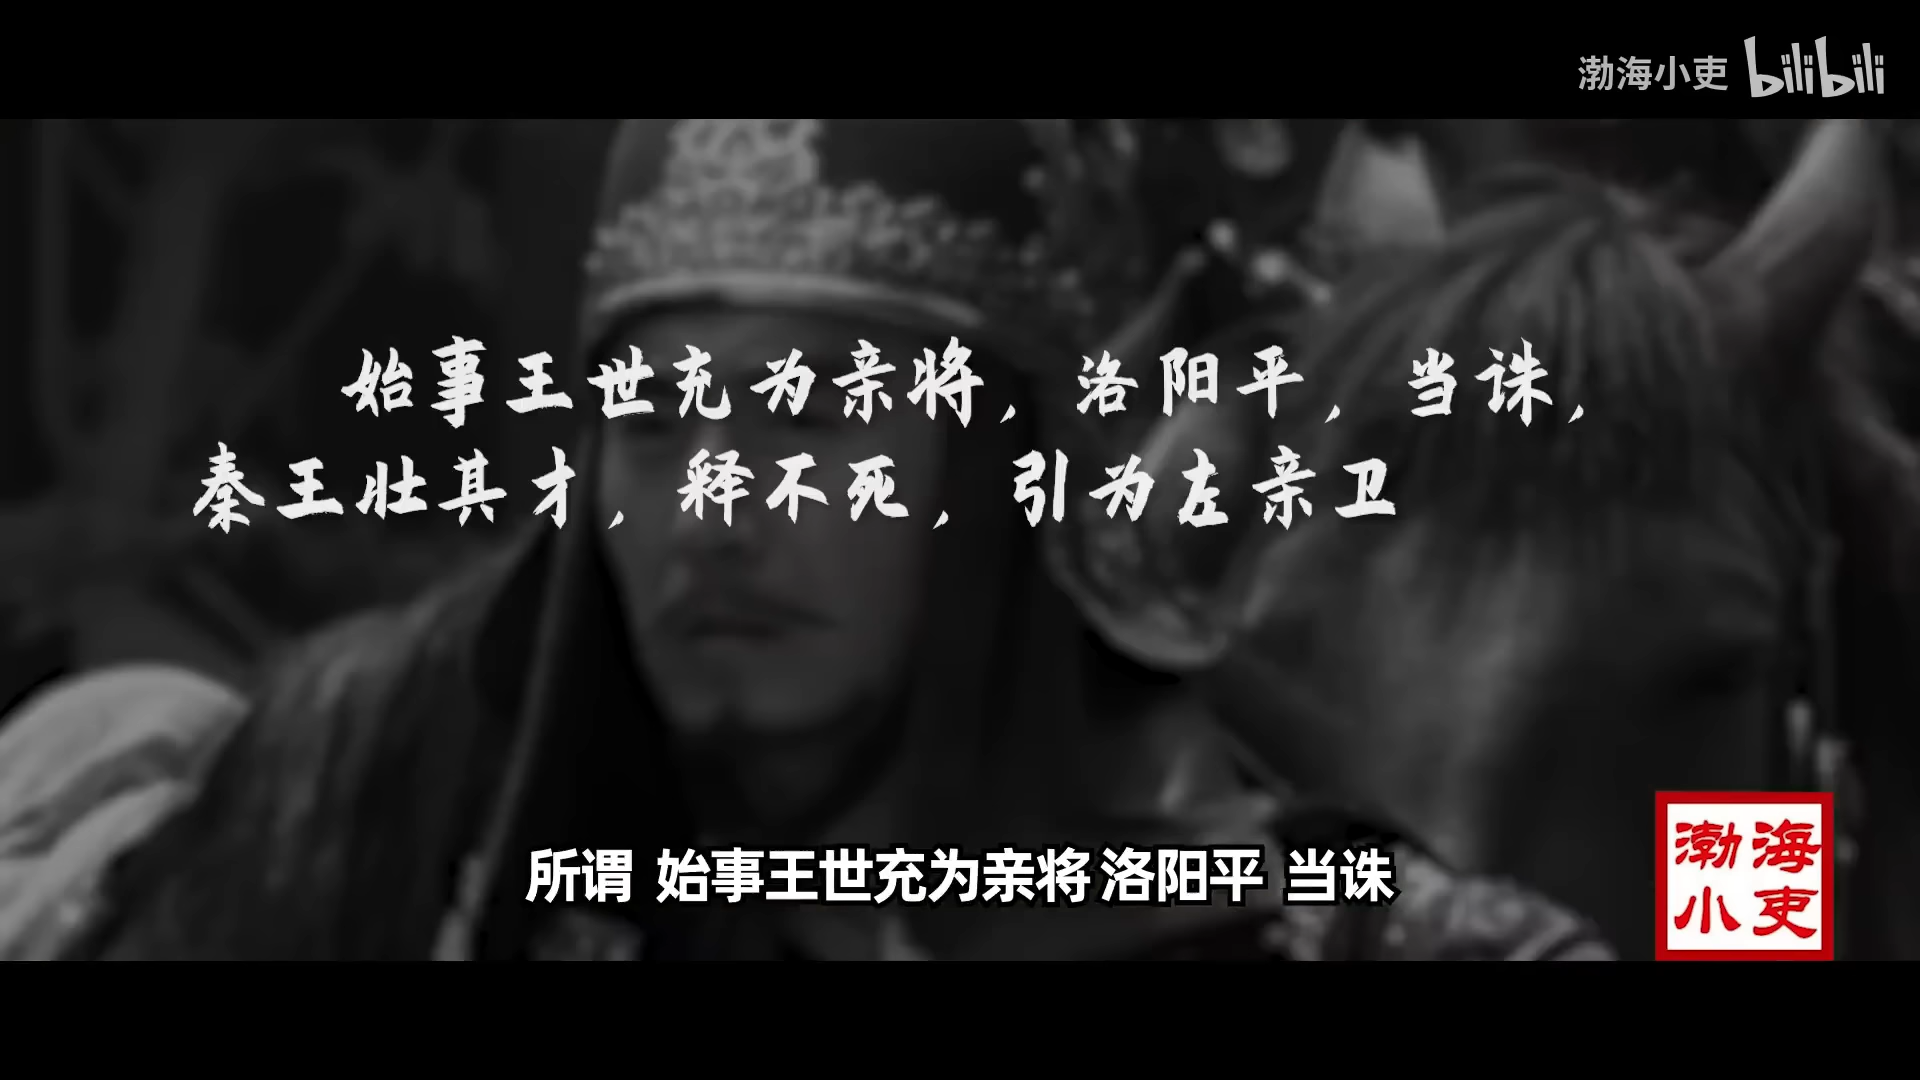 渤海小吏 bilibili
始事王世充为亲将，洛阳平，当诛，
秦王壮其才，释不死，引为左亲卫
所谓 始事王世充为亲将 洛阳平 当诛
渤海
小吏